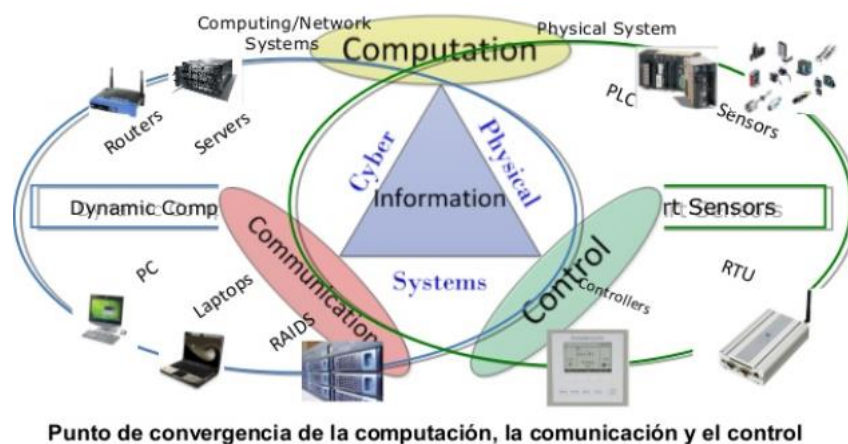 Computing/Network
Systems
Computation
Physical System
Routers
Servers
PLC
Sensors
Cyber
Physical
Information
Systems
Dynamic Comp
Communication
Control
rt Sensors
PC
Laptops
RAIDS
Controllers
RTU
Punto de convergencia de la computación, la comunicación y el control